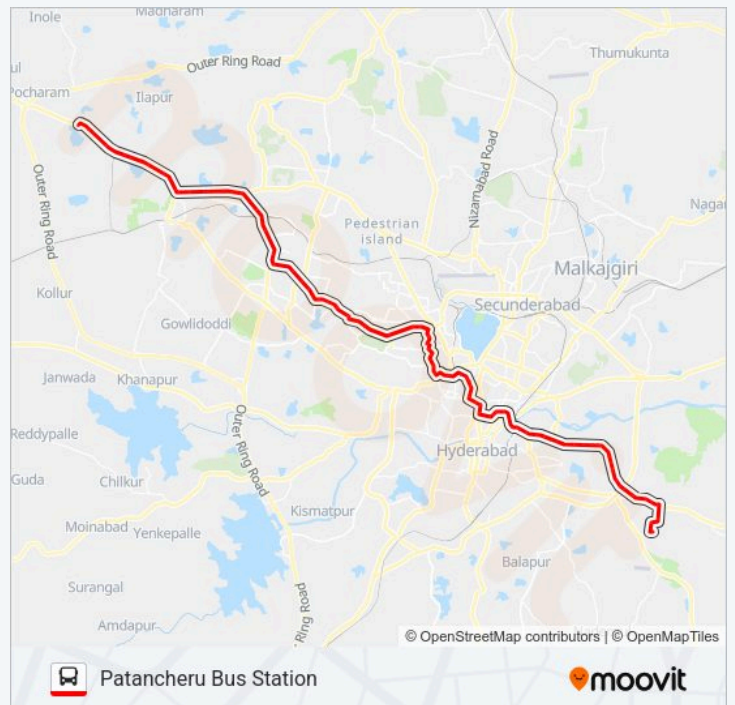 Inole
Madharam
Outer Ring Road
Thumukunta
ul
Pocharam
Ilapur
Outer Ring Road
Nizamabad Road
Nagar
Pedestrian
island
Malkajgiri
Kollur
Secunderabad
Gowlidoddi
Janwada
Khanapur
Outer Ring Road
Reddypalle
Hyderabad
Guda
Chilkur
Kismatpur
Moinabad
Yenkepalle
Balapur
Surangal
Ring Road
Amdapur
© OpenStreetMap contributors | © OpenMapTiles
Patancheru Bus Station
moovit